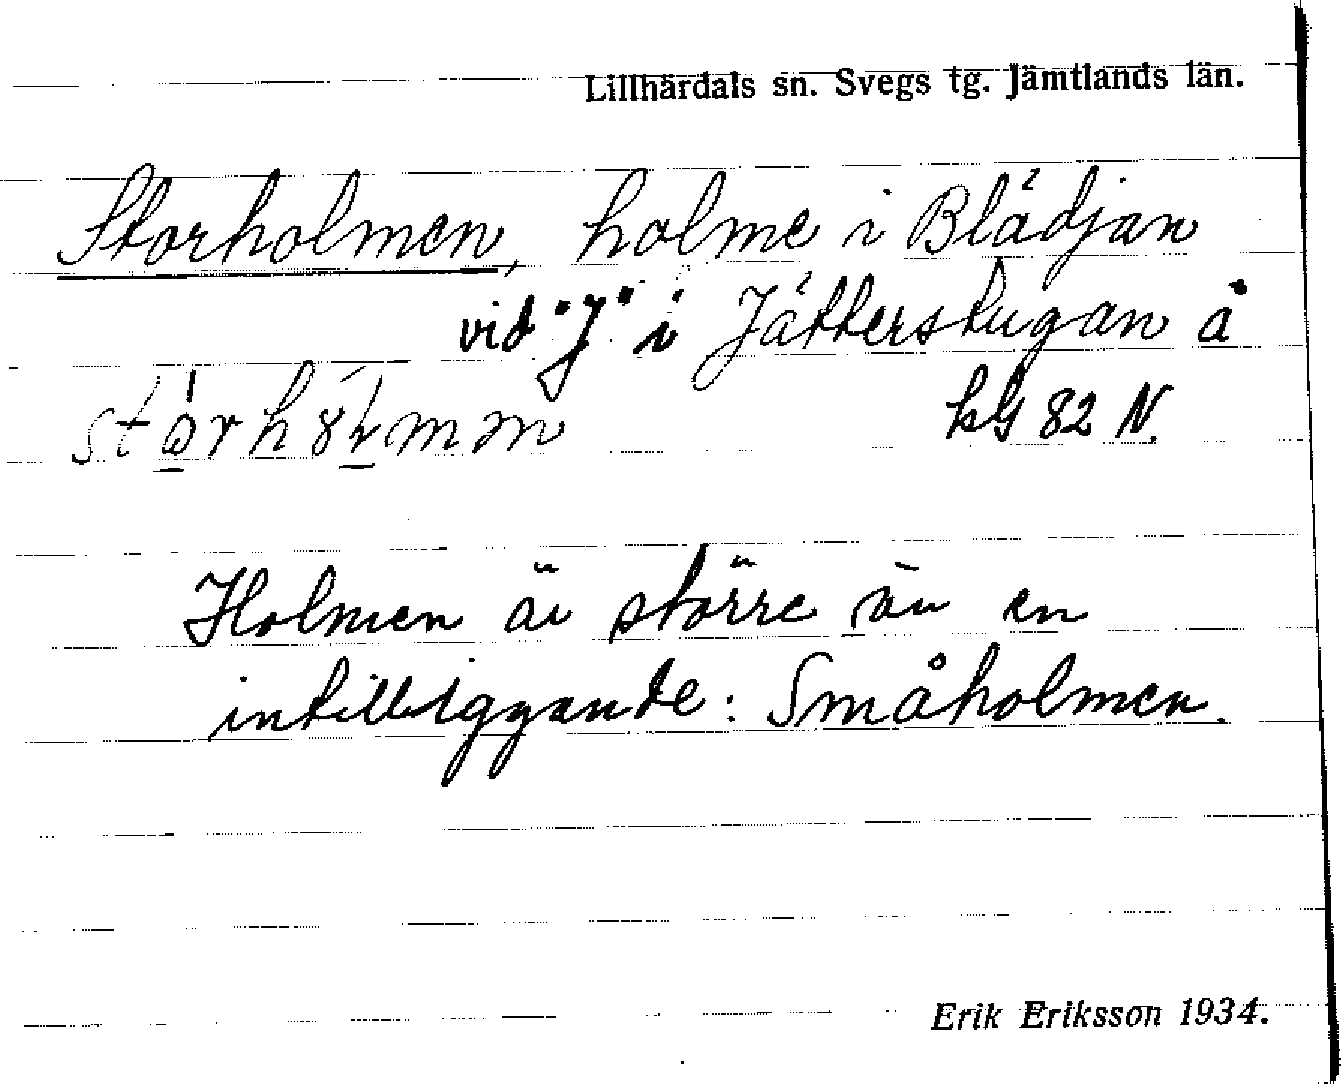 Lillhärdals sn. Svegs tg. Jämtlands län.
Storholmen, holme i Blädjan
vid "J" i Jätterstugan å
kG 82 N.
Holmen är större än en
intilliggande: Småholmen.
Erik Eriksson 1934.